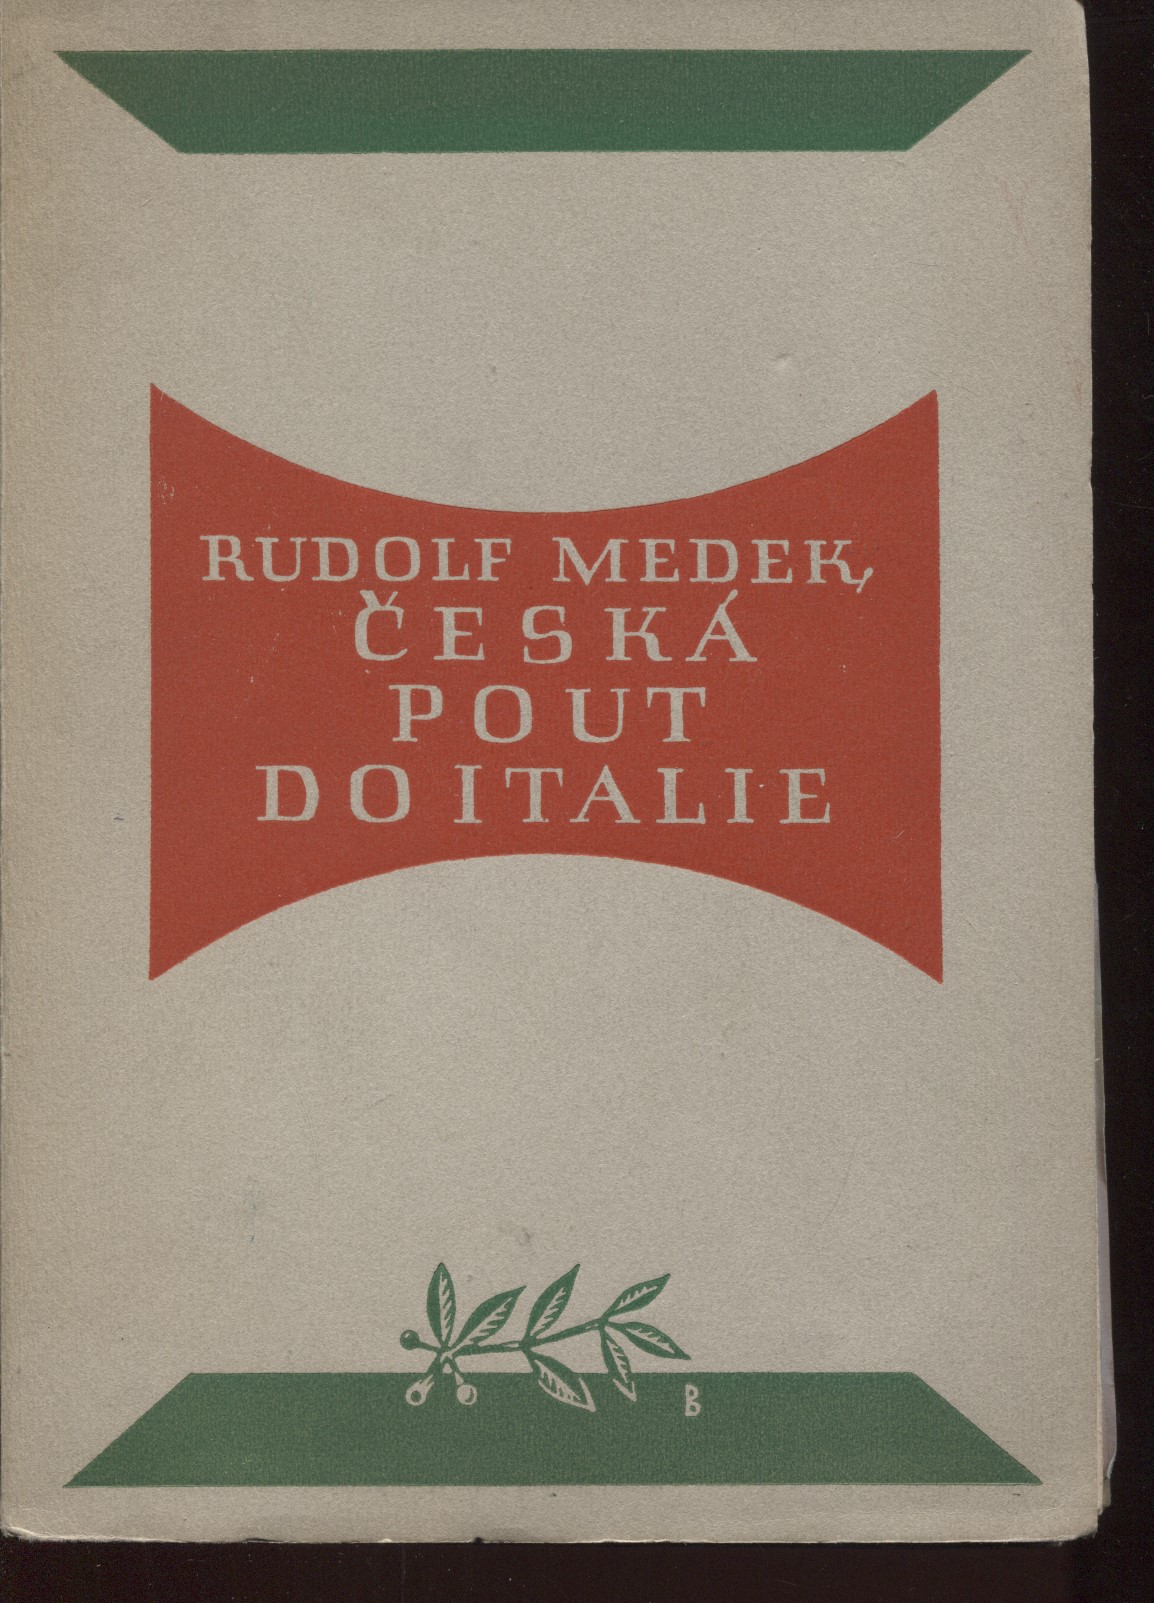 RUDOLF MEDEK,
ČESKÁ
POUT
DO ITALIE
B